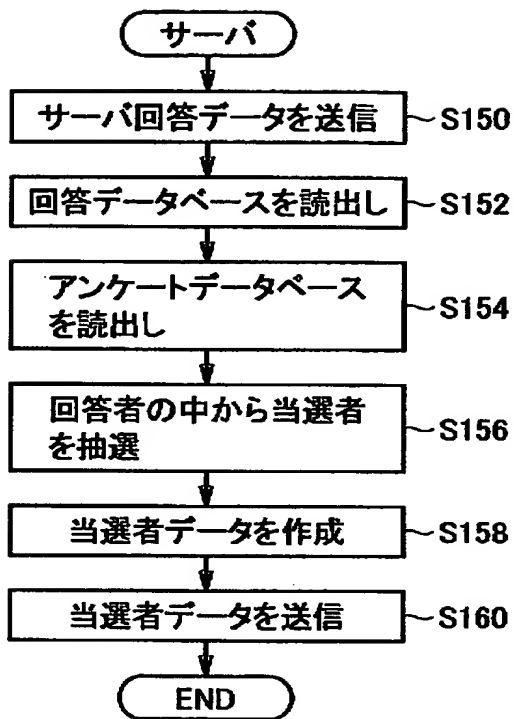 サーバ
サーバ回答データを送信 ~S150
回答データベースを読出し ~S152
アンケートデータベース
を読出し ~S154
回答者の中から当選者
を抽選 ~S156
当選者データを作成 ~S158
当選者データを送信 ~S160
END